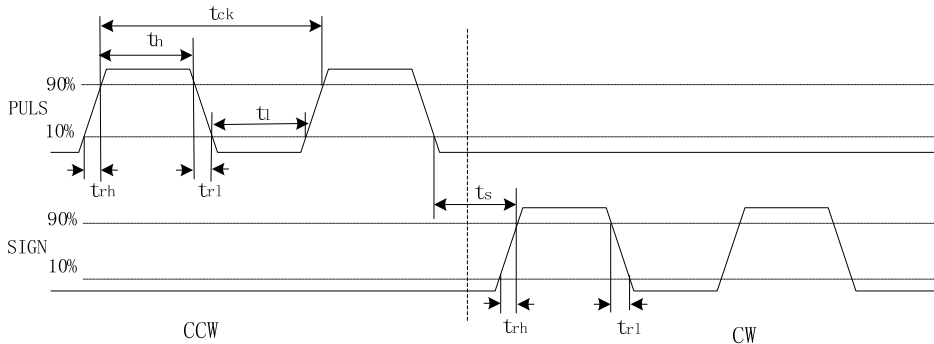 tck
th
90%
PULS
tl
10%
trh
trl
ts
90%
SIGN
10%
trh
trl
CCW
CW